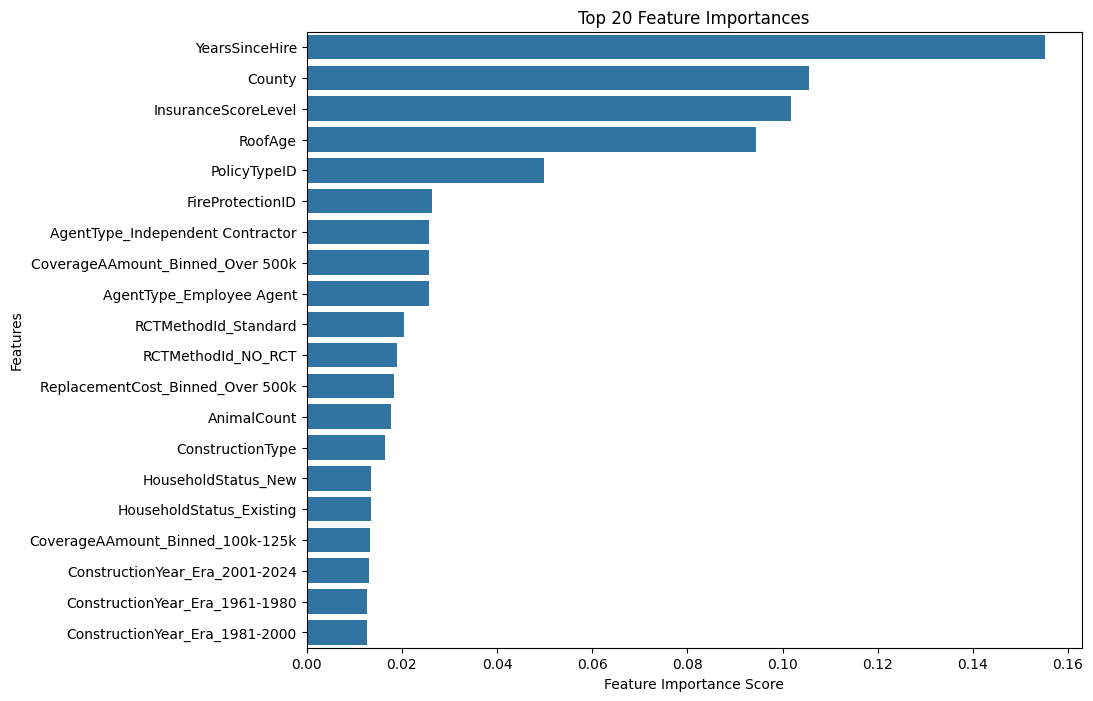 Top 20 Feature Importances
Features
YearsSinceHire
County
InsuranceScoreLevel
RoofAge
PolicyTypeID
FireProtectionID
AgentType_Independent Contractor
CoverageAAmount_Binned_Over 500k
AgentType_Employee Agent
RCTMethodId_Standard
RCTMethodId_NO_RCT
ReplacementCost_Binned_Over 500k
AnimalCount
ConstructionType
HouseholdStatus_New
HouseholdStatus_Existing
CoverageAAmount_Binned_100k-125k
ConstructionYear_Era_2001-2024
ConstructionYear_Era_1961-1980
ConstructionYear_Era_1981-2000
0.00 0.02 0.04 0.06 0.08 0.10 0.12 0.14 0.16
Feature Importance Score